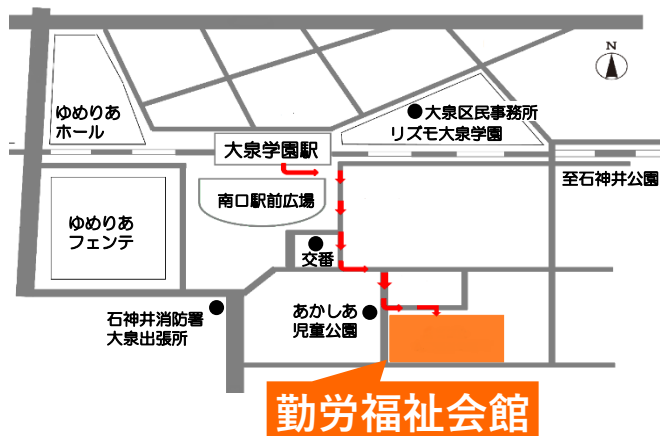 N
ゆめりあ
ホール
大泉区民事務所
リズモ大泉学園
大泉学園駅
至石神井公園
南口駅前広場
ゆめりあ
フェンテ
交番
石神井消防署
大泉出張所
あかしあ
児童公園
勤労福祉会館